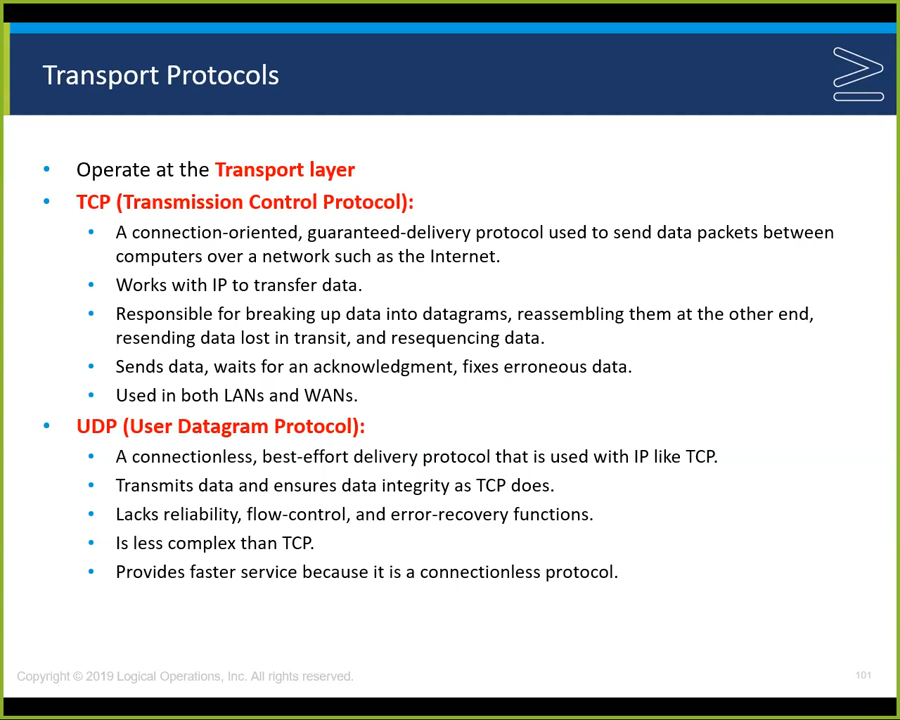 Transport Protocols
• Operate at the Transport layer
• TCP (Transmission Control Protocol):
• A connection-oriented, guaranteed-delivery protocol used to send data packets between
computers over a network such as the Internet.
• Works with IP to transfer data.
• Responsible for breaking up data into datagrams, reassembling them at the other end,
resending data lost in transit, and resequencing data.
• Sends data, waits for an acknowledgment, fixes erroneous data.
• Used in both LANs and WANs.
• UDP (User Datagram Protocol):
• A connectionless, best-effort delivery protocol that is used with IP like TCP.
• Transmits data and ensures data integrity as TCP does.
• Lacks reliability, flow-control, and error-recovery functions.
• Is less complex than TCP.
• Provides faster service because it is a connectionless protocol.
Copyright © 2019 Logical Operations, Inc. All rights reserved.
101